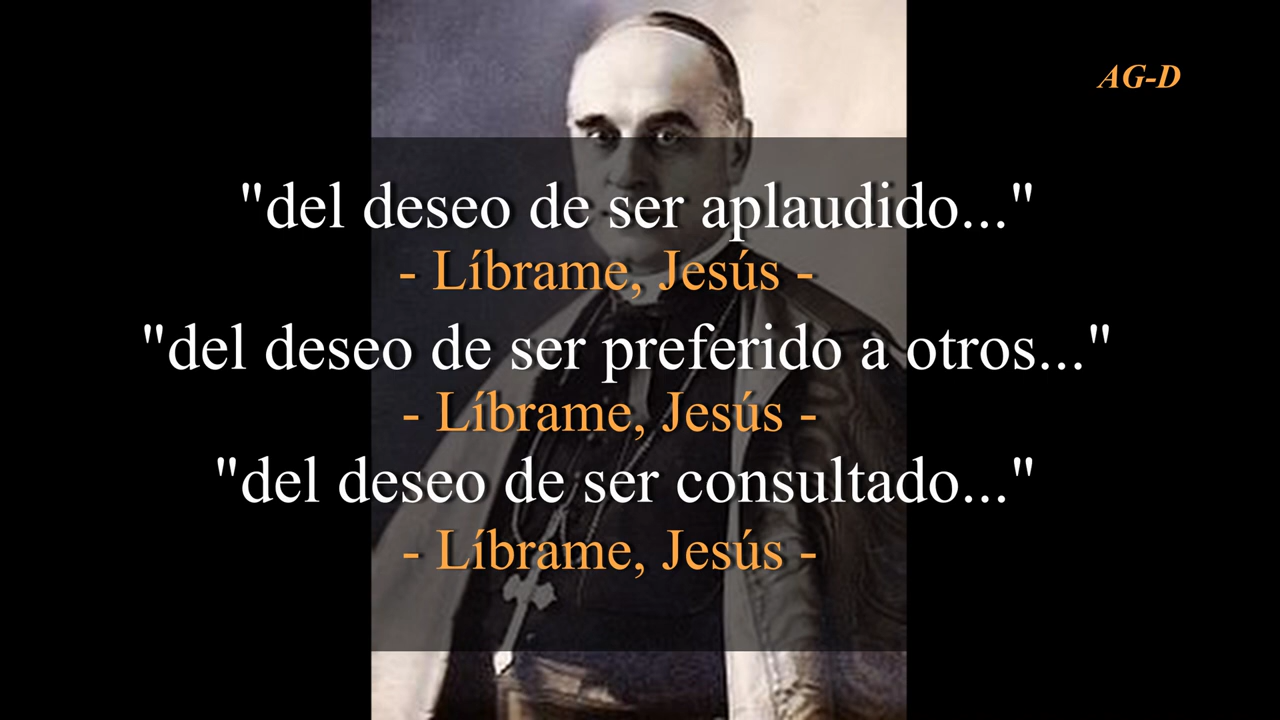 AG-D
"del deseo de ser aplaudido..."
- Líbrame, Jesús -
"del deseo de ser preferido a otros..."
- Líbrame, Jesús -
"del deseo de ser consultado..."
- Líbrame, Jesús -